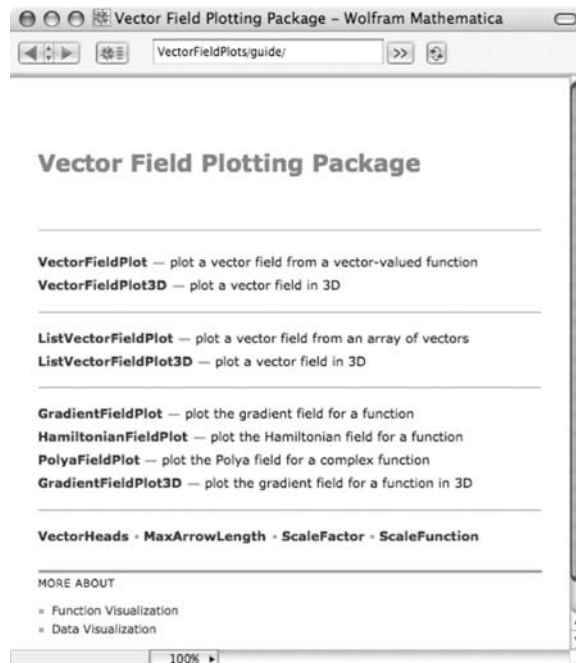 Vector Field Plotting Package – Wolfram Mathematica
VectorFieldPlots/guide/ >>
Vector Field Plotting Package
VectorFieldPlot — plot a vector field from a vector-valued function
VectorFieldPlot3D — plot a vector field in 3D
ListVectorFieldPlot — plot a vector field from an array of vectors
ListVectorFieldPlot3D — plot a vector field in 3D
GradientFieldPlot — plot the gradient field for a function
HamiltonianFieldPlot — plot the Hamiltonian field for a function
PolyaFieldPlot — plot the Polya field for a complex function
GradientFieldPlot3D — plot the gradient field for a function in 3D
VectorHeads ▪ MaxArrowLength ▪ ScaleFactor ▪ ScaleFunction
MORE ABOUT
▪ Function Visualization
▪ Data Visualization
100%